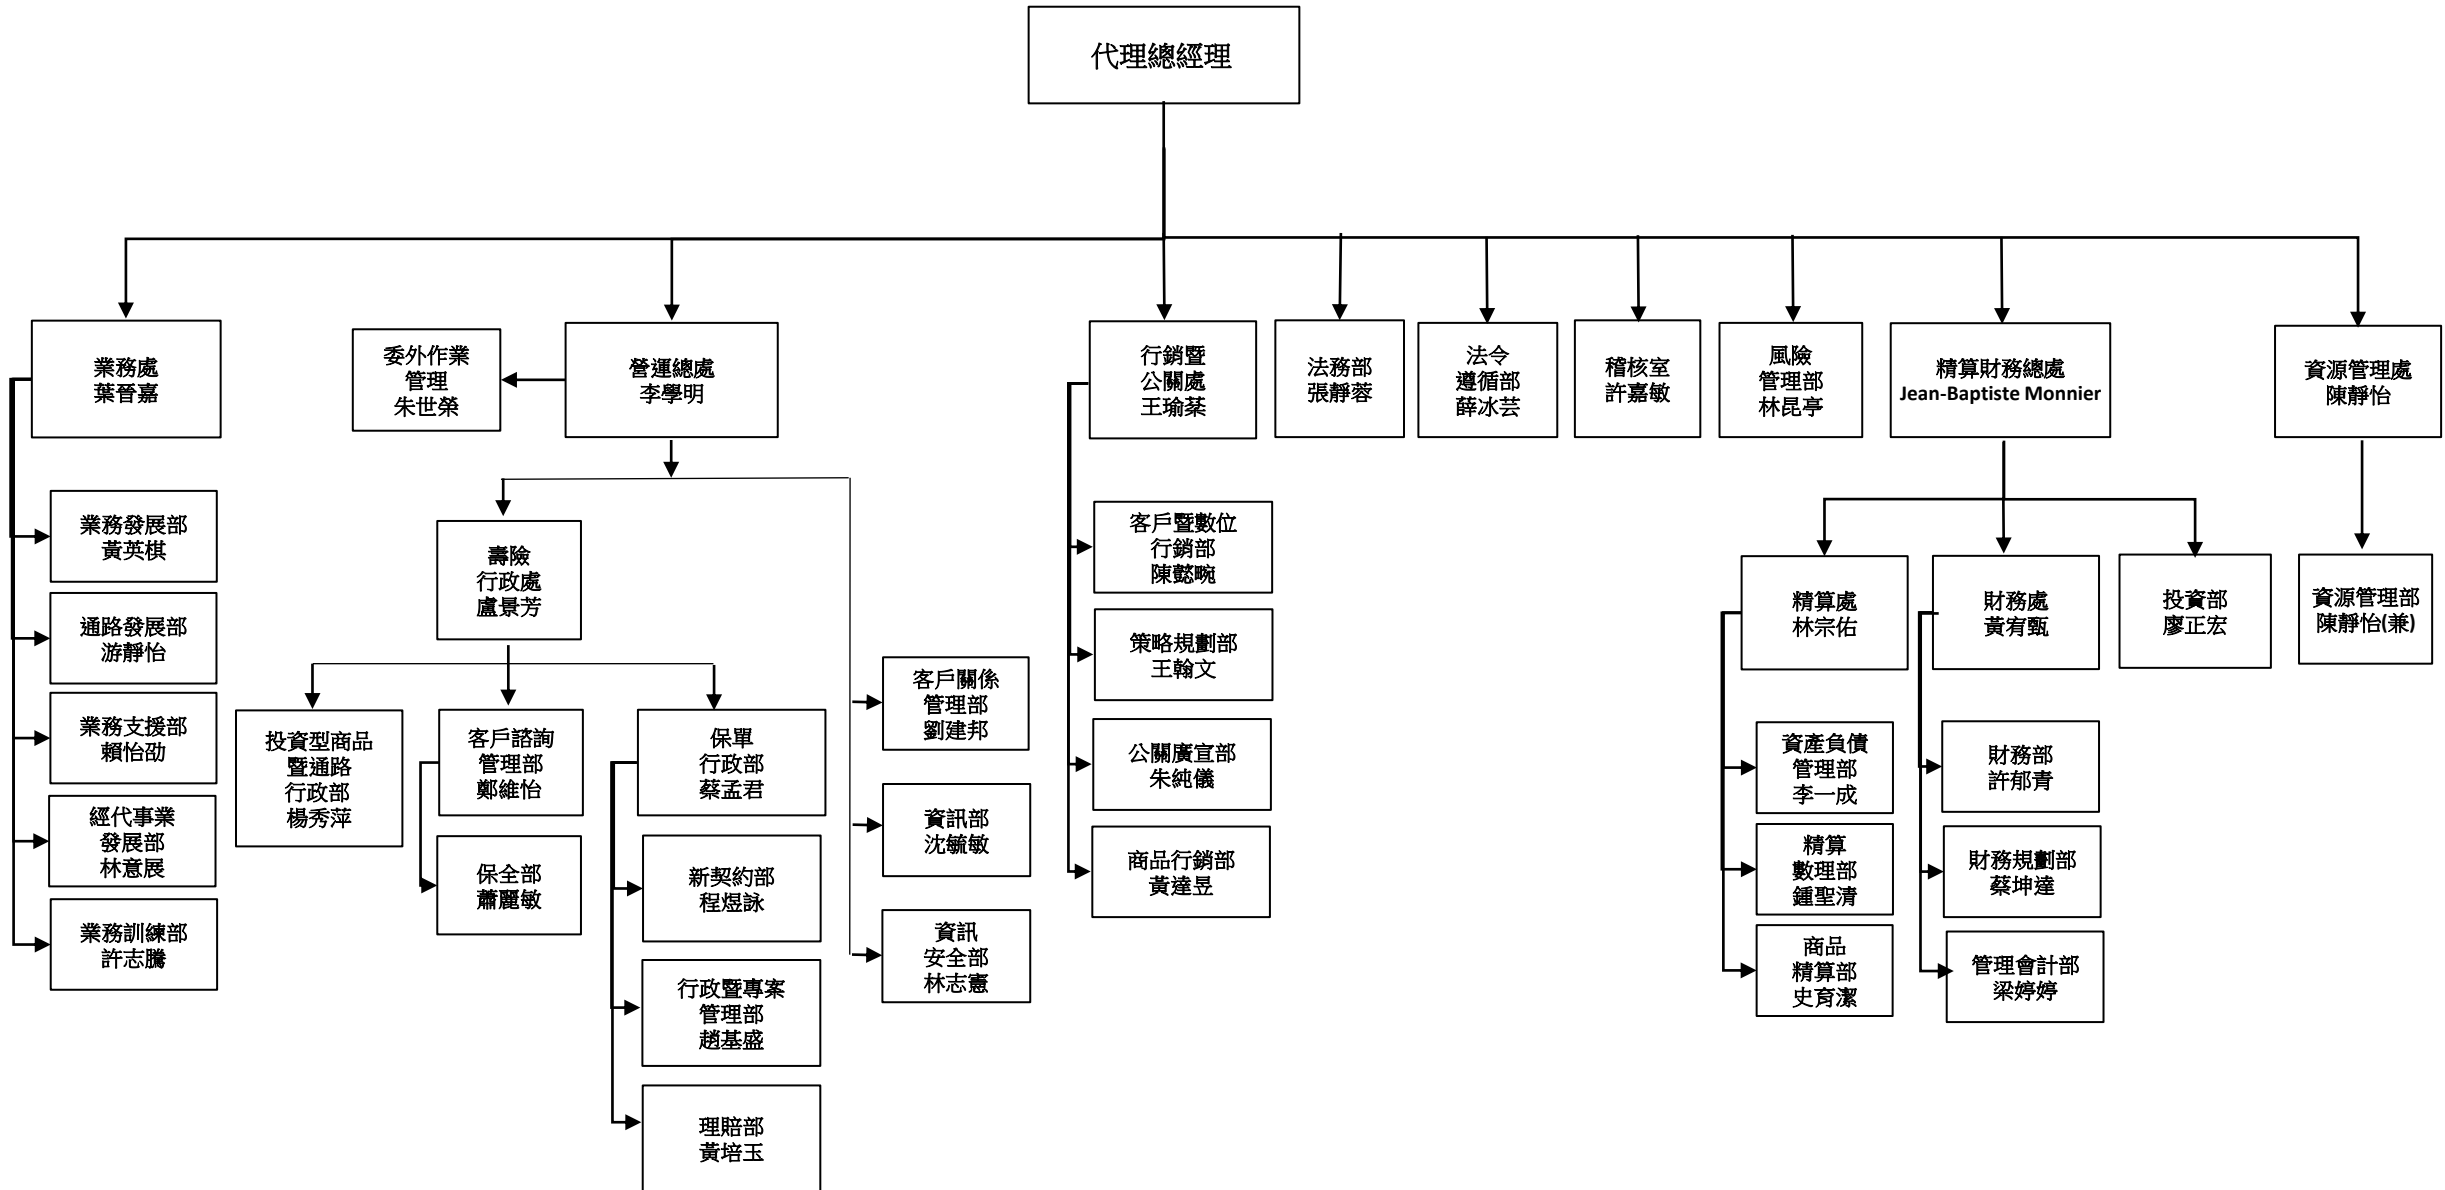 代理總經理
業務處
葉晉嘉
委外作業
管理
朱世榮
營運總處
李學明
行銷暨
公關處
王瑜蘂
法務部
張靜蓉
法令
遵循部
薛冰芸
稽核室
許嘉敏
風險
管理部
林昆亭
精算財務總處
Jean-Baptiste Monnier
資源管理處
陳靜怡
業務發展部
黃英棋
通路發展部
游靜怡
業務支援部
賴怡劭
經代事業
發展部
林意展
業務訓練部
許志騰
壽險
行政處
盧景芳
投資型商品
暨通路
行政部
楊秀萍
客戶諮詢
管理部
鄭維怡
保全部
蕭麗敏
保單
行政部
蔡孟君
新契約部
程煜詠
行政暨專案
管理部
趙基盛
理賠部
黃培玉
客戶關係
管理部
劉建邦
資訊部
沈毓敏
資訊
安全部
林志憲
客戶暨數位
行銷部
陳懿畹
策略規劃部
王翰文
公關廣宣部
朱純儀
商品行銷部
黃達昱
精算處
林宗佑
資產負債
管理部
李一成
精算
數理部
鍾聖清
商品
精算部
史育潔
財務處
黃宥甄
財務部
許郁青
財務規劃部
蔡坤達
管理會計部
梁婷婷
投資部
廖正宏
資源管理部
陳靜怡(兼)